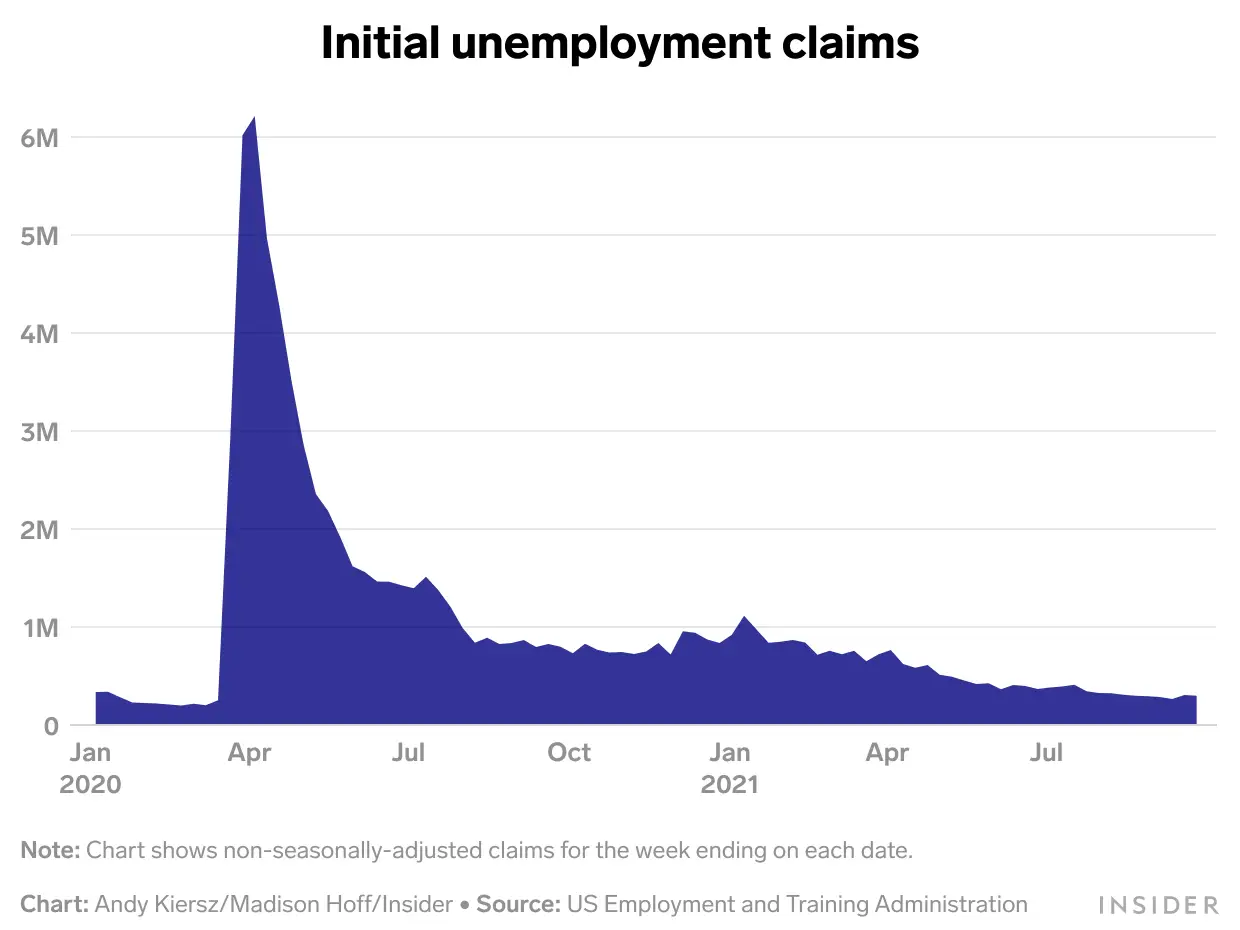 Initial unemployment claims
6M
5M
4M
3M
2M
1M
0
Jan Apr Jul Oct Jan Apr Jul
2020 2021
Note: Chart shows non-seasonally-adjusted claims for the week ending on each date.
Chart: Andy Kiersz/Madison Hoff/Insider • Source: US Employment and Training Administration
INSIDER